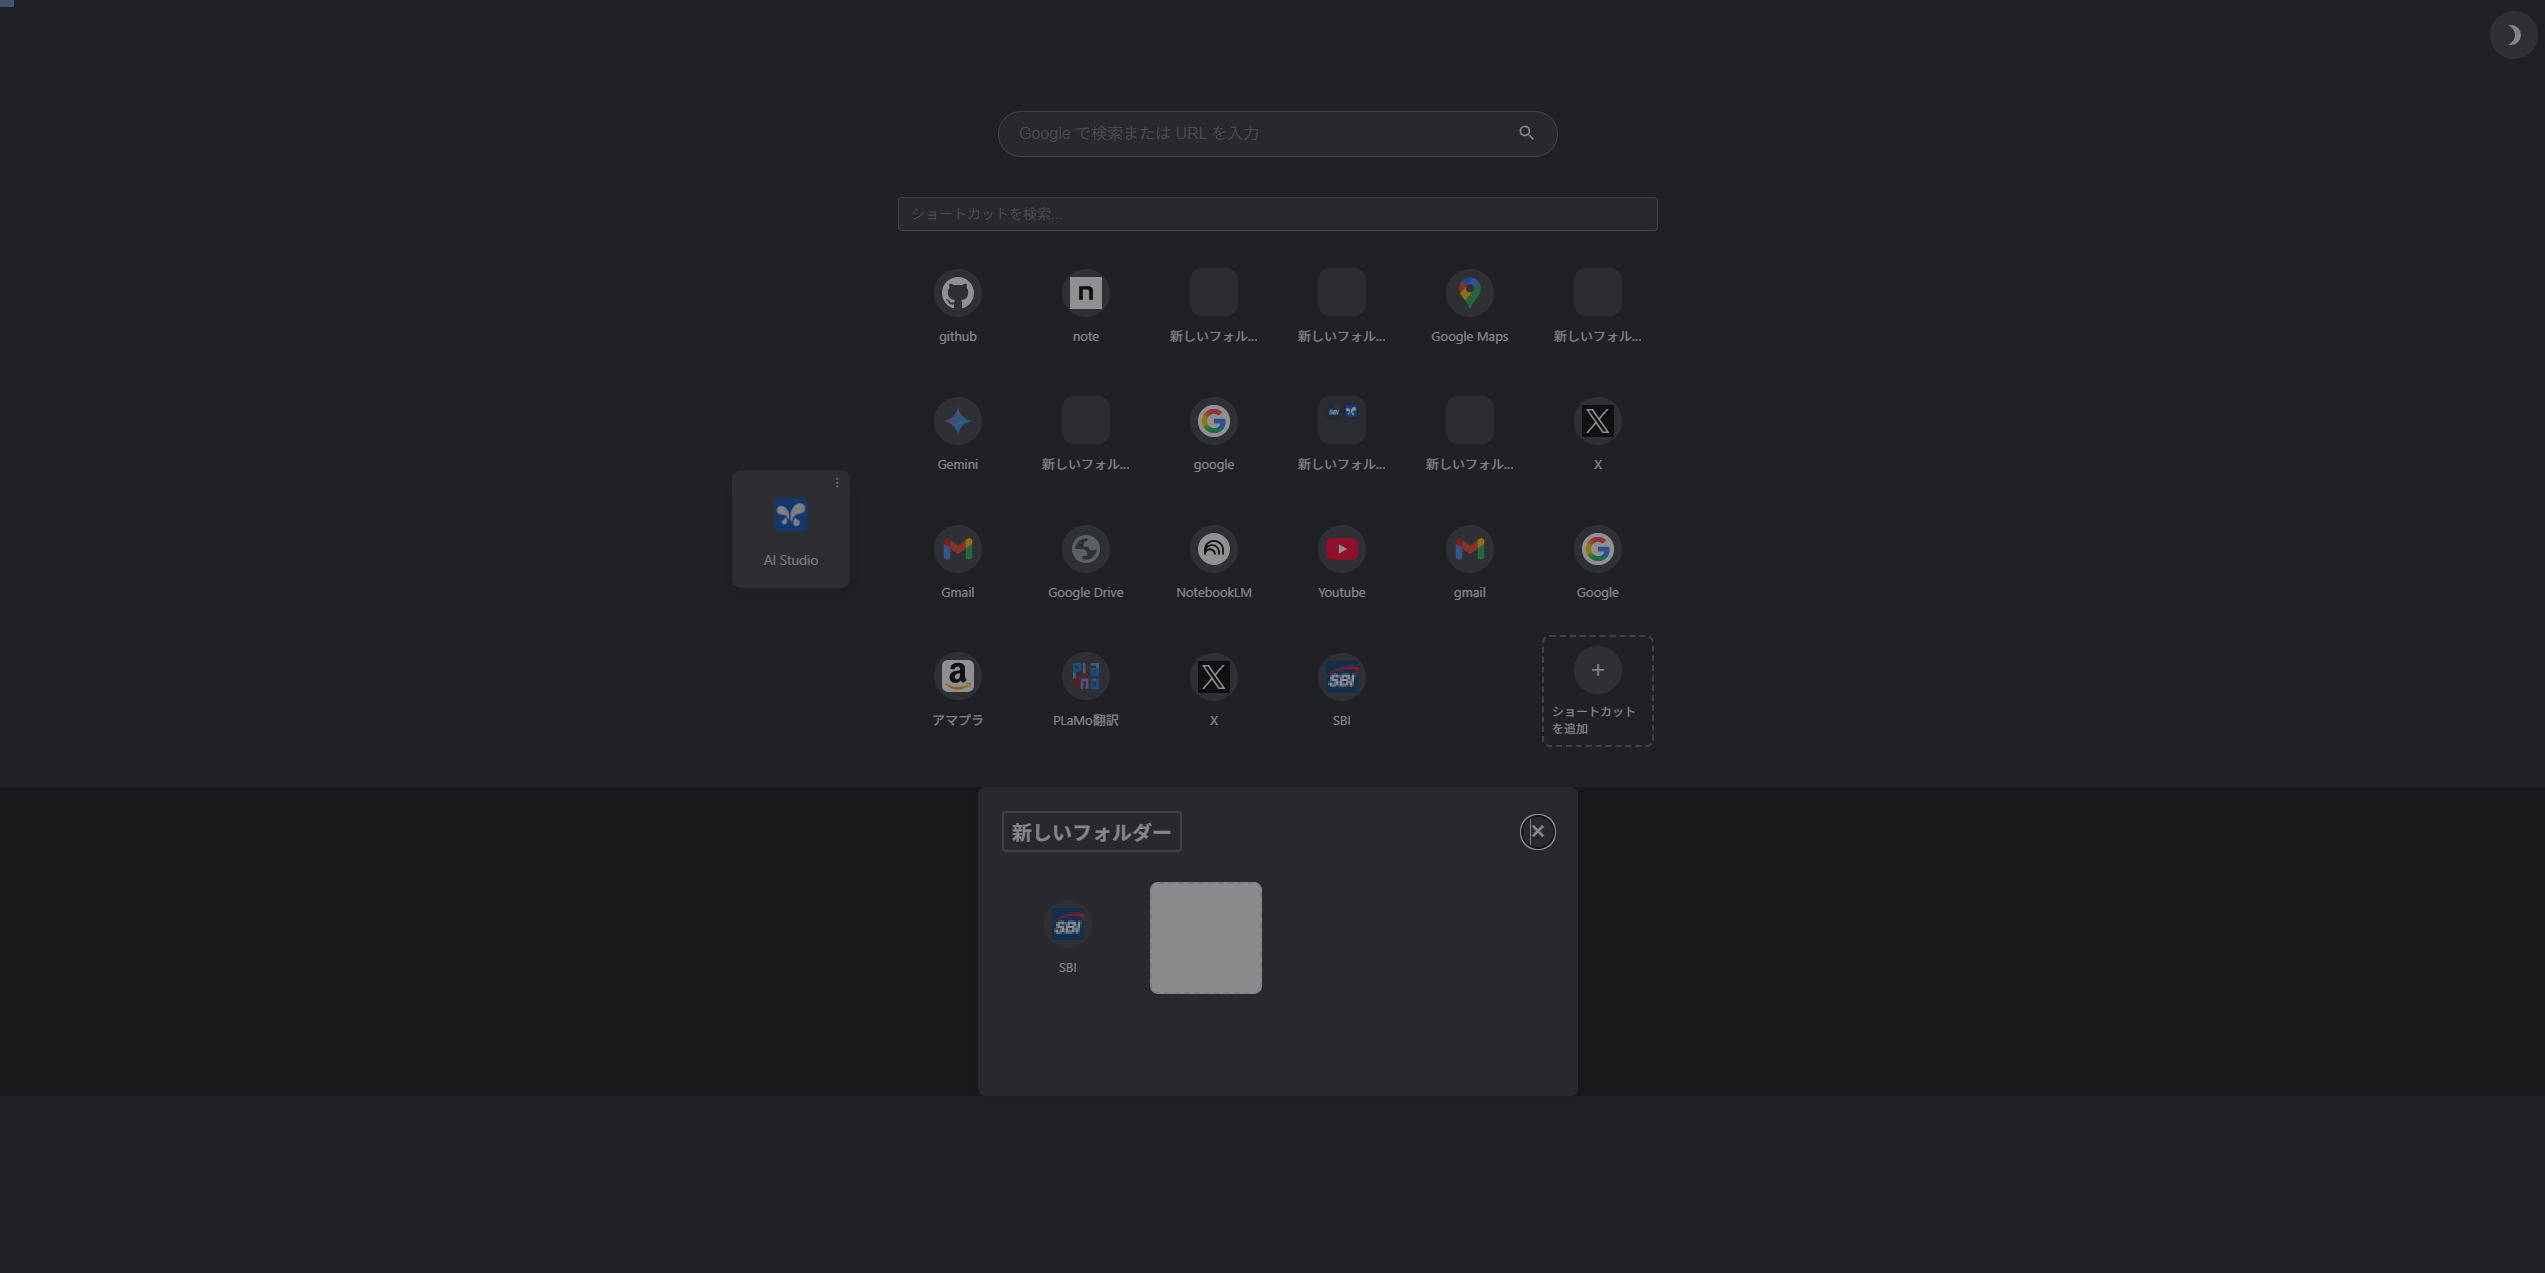 Google で検索または URL を入力
ショートカットを検索...
github
note
新しいフォル...
新しいフォル...
Google Maps
新しいフォル...
Gemini
新しいフォル...
google
新しいフォル...
新しいフォル...
X
AI Studio
Gmail
Google Drive
NotebookLM
Youtube
gmail
Google
アマプラ
PLaMo翻訳
X
SBI
ショートカット
を追加
新しいフォルダー
SBI
SBI